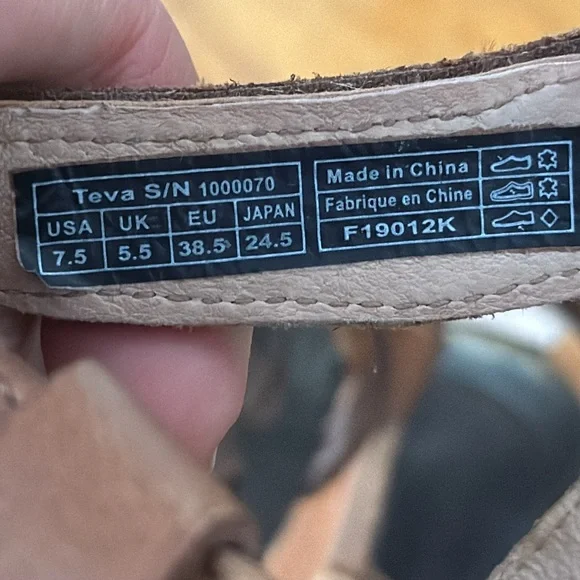 Teva S/N 1000070
USA UK EU JAPAN
7.5 5.5 38.5 24.5
Made in China
Fabrique en Chine
F19012K